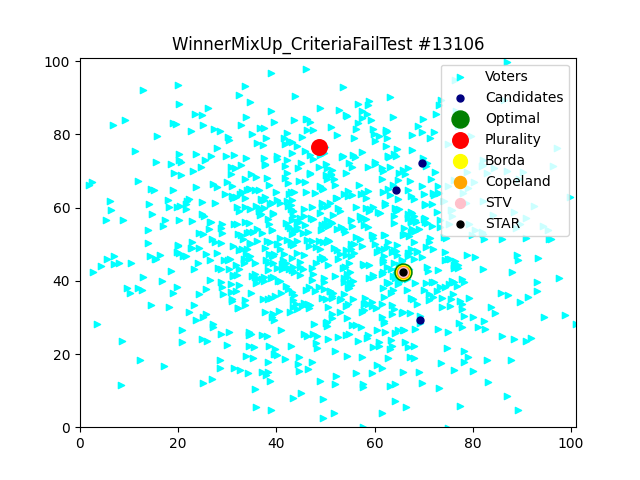 WinnerMixUp_CriteriaFailTest #13106
100
80
60
40
20
0
0
20
40
60
80
100
Voters
Candidates
Optimal
Plurality
Borda
Copeland
STV
STAR